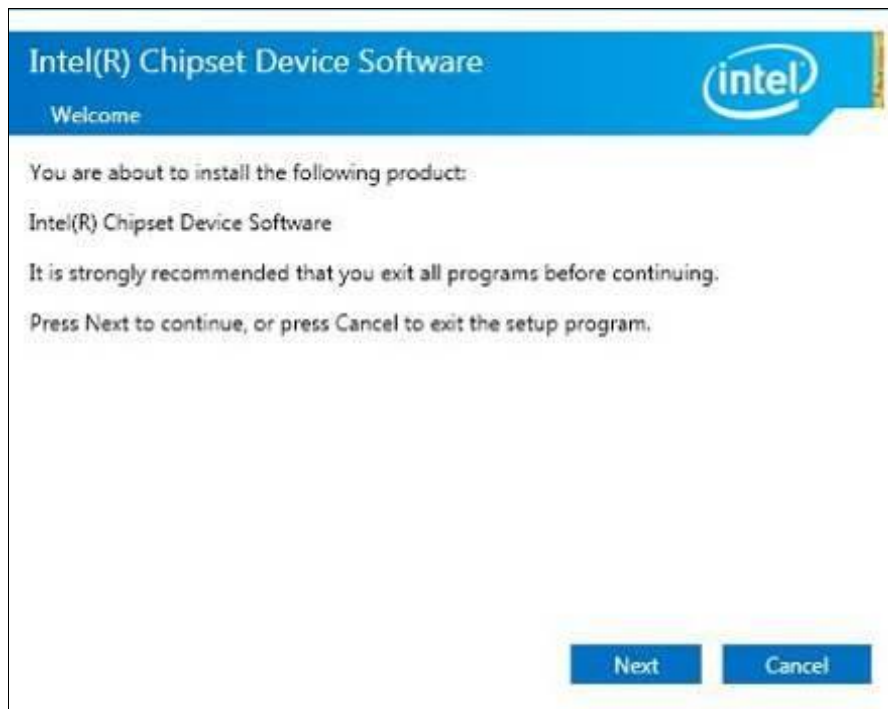 Intel(R) Chipset Device Software
intel
Welcome
You are about to install the following product:
Intel(R) Chipset Device Software
It is strongly recommended that you exit all programs before continuing.
Press Next to continue, or press Cancel to exit the setup program.
Next
Cancel